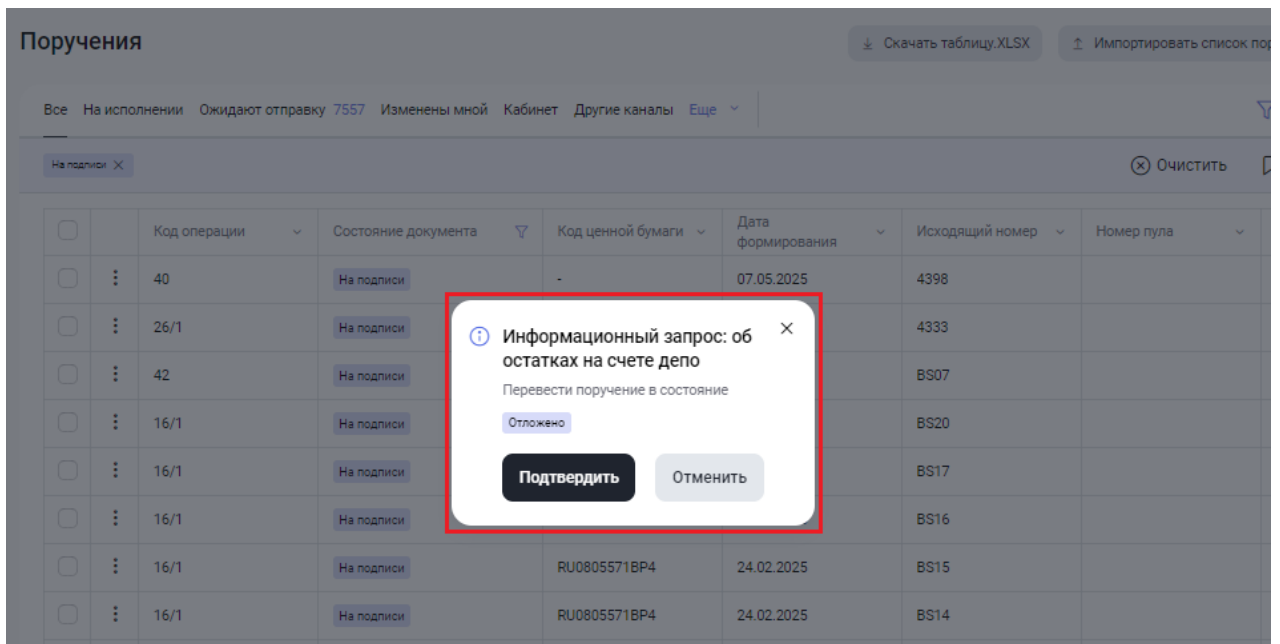 Поручения
Скачать таблицу.XLSX
Импортировать список пор
Все На исполнении Ожидают отправку 7557 Изменены мной Кабинет Другие каналы Еще
На подписи
Очистить
Код операции Состояние документа Код ценной бумаги Дата формирования Исходящий номер Номер пула
40 На подписи - 07.05.2025 4398
26/1 На подписи 4333
42 На подписи BS07
16/1 На подписи BS20
16/1 На подписи BS17
16/1 На подписи BS16
16/1 На подписи RU0805571BP4 24.02.2025 BS15
16/1 На подписи RU0805571BP4 24.02.2025 BS14
Информационный запрос: об
остатках на счете депо
Перевести поручение в состояние
Отложено
Подтвердить
Отменить